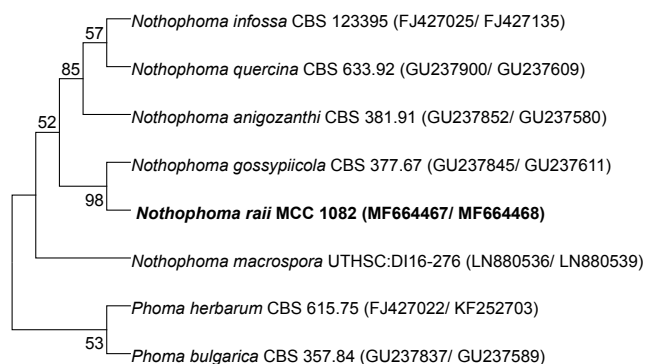 57
Nothophoma infossa CBS 123395 (FJ427025/ FJ427135)
85
Nothophoma quercina CBS 633.92 (GU237900/ GU237609)
52
Nothophoma anigozanthi CBS 381.91 (GU237852/ GU237580)
Nothophoma gossypiicola CBS 377.67 (GU237845/ GU237611)
98
Nothophoma raii MCC 1082 (MF664467/ MF664468)
Nothophoma macrospora UTHSC:DI16-276 (LN880536/ LN880539)
Phoma herbarum CBS 615.75 (FJ427022/ KF252703)
53
Phoma bulgarica CBS 357.84 (GU237837/ GU237589)